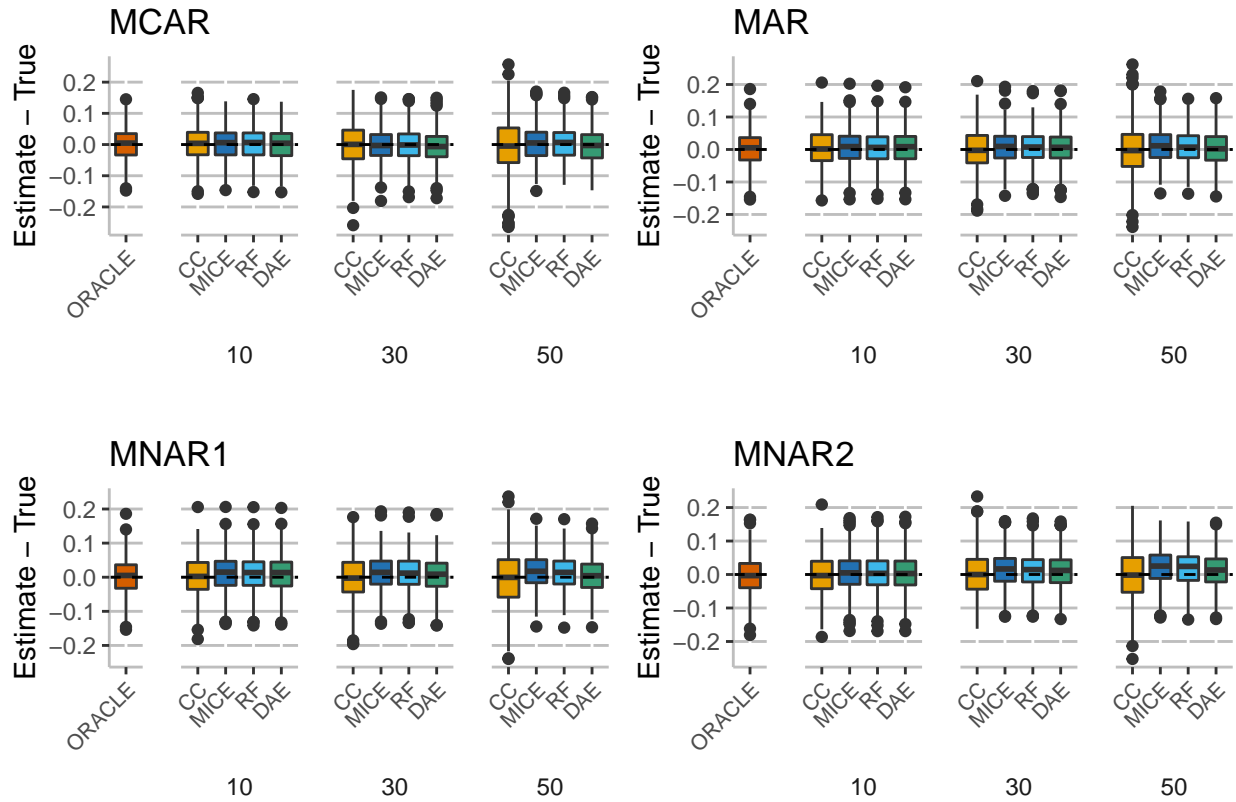 MCAR
Estimate − True
0.2
0.1
0.0
−0.1
−0.2
ORACLE
CC
MICE
RF
DAE
CC
MICE
RF
DAE
CC
MICE
RF
DAE
10
30
50
MAR
Estimate − True
0.2
0.1
0.0
−0.1
−0.2
ORACLE
CC
MICE
RF
DAE
CC
MICE
RF
DAE
CC
MICE
RF
DAE
10
30
50
MNAR1
Estimate − True
0.2
0.1
0.0
−0.1
−0.2
ORACLE
CC
MICE
RF
DAE
CC
MICE
RF
DAE
CC
MICE
RF
DAE
10
30
50
MNAR2
Estimate − True
0.2
0.1
0.0
−0.1
−0.2
ORACLE
CC
MICE
RF
DAE
CC
MICE
RF
DAE
CC
MICE
RF
DAE
10
30
50